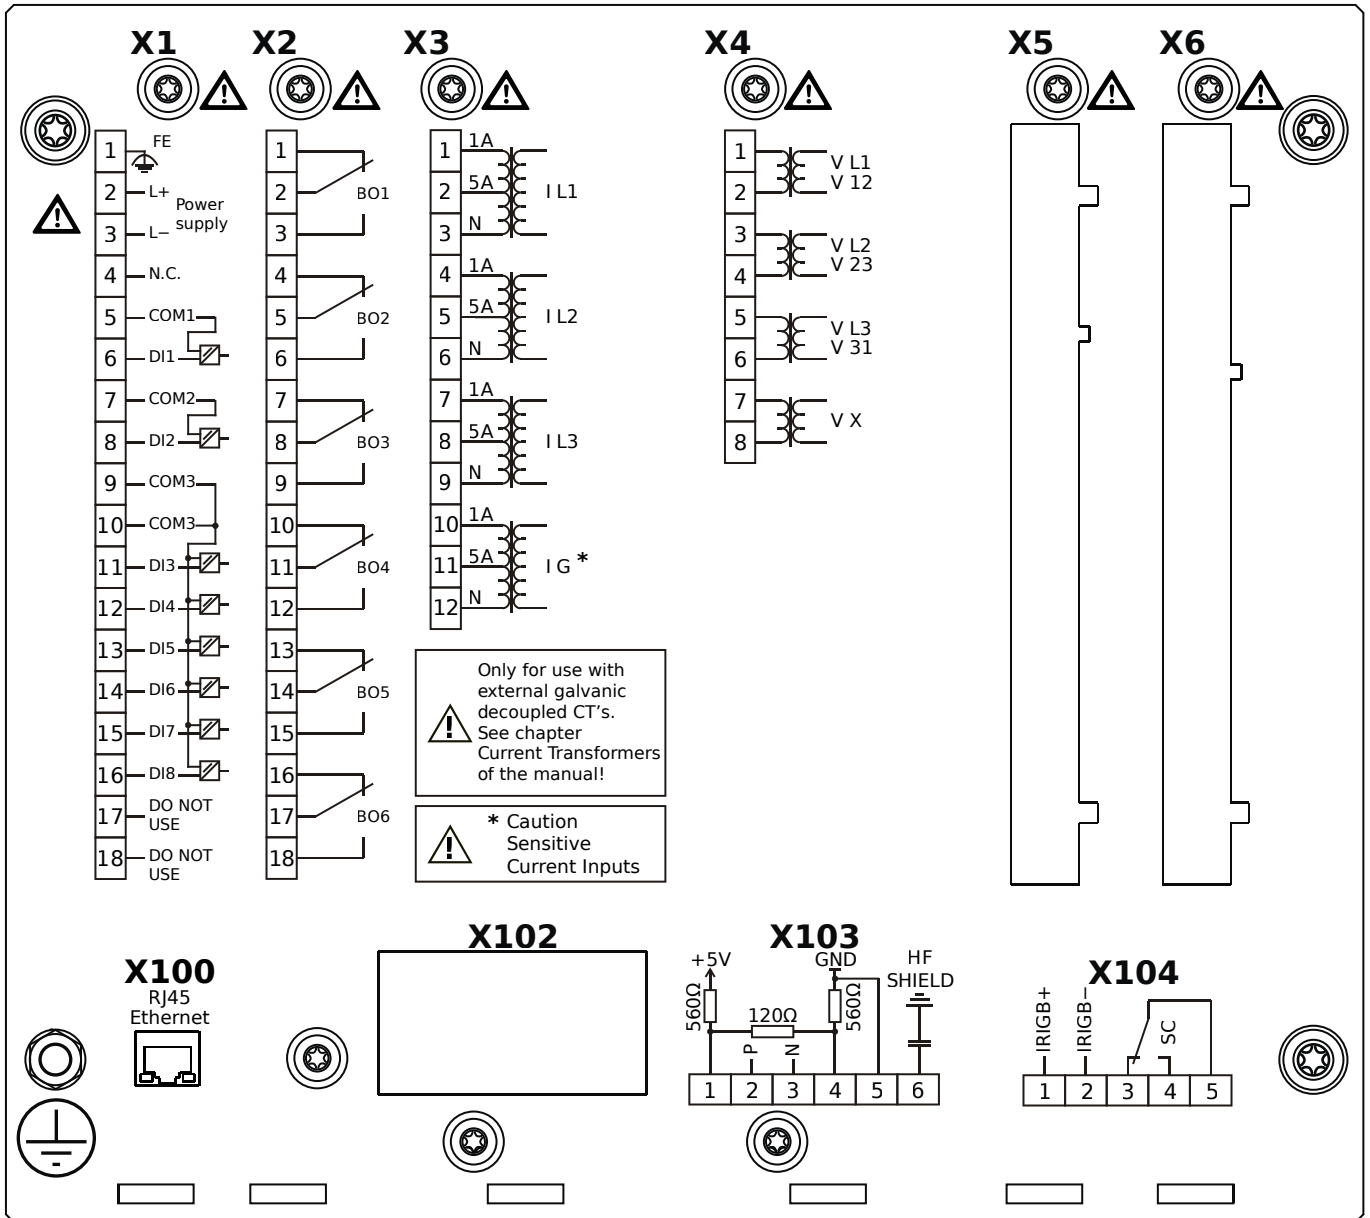 X1 X2 X3 X4 X5 X6
1 FE
2 L+ Power
supply
3 L−
4 N.C.
5 COM1
6 DI1
7 COM2
8 DI2
9 COM3
10 COM3
11 DI3
12 DI4
13 DI5
14 DI6
15 DI7
16 DI8
17 DO NOT
USE
18 DO NOT
USE
1
2 BO1
3
4
5 BO2
6
7
8 BO3
9
10
11 BO4
12
13
14 BO5
15
16
17 BO6
18
1 1A
2 5A I L1
3 N
4 1A
5 5A I L2
6 N
7 1A
8 5A I L3
9 N
10 1A
11 5A I G *
12 N
Only for use with
external galvanic
decoupled CT's.
See chapter
Current Transformers
of the manual!
* Caution
Sensitive
Current Inputs
1 V L1
2 V 12
3 V L2
4 V 23
5 V L3
6 V 31
7 V X
8
X100
RJ45
Ethernet
X102
X103
+5V GND HF
SHIELD
560Ω 120Ω 560Ω
P N
1 2 3 4 5 6
X104
IRIGB+ IRIGB− SC
1 2 3 4 5